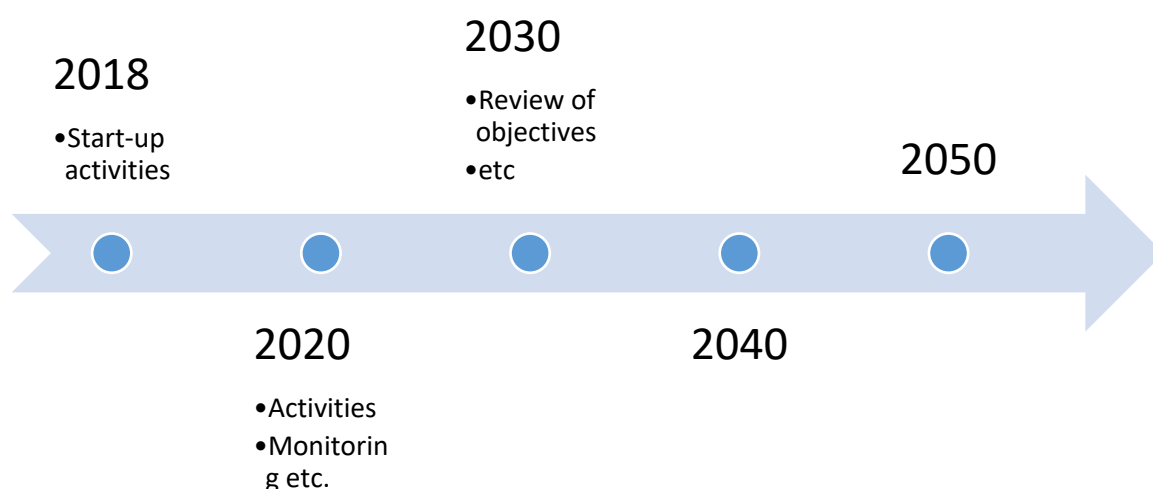 2018
•Start-up
activities
2020
•Activities
•Monitorin
g etc.
2030
•Review of
objectives
•etc
2040
2050